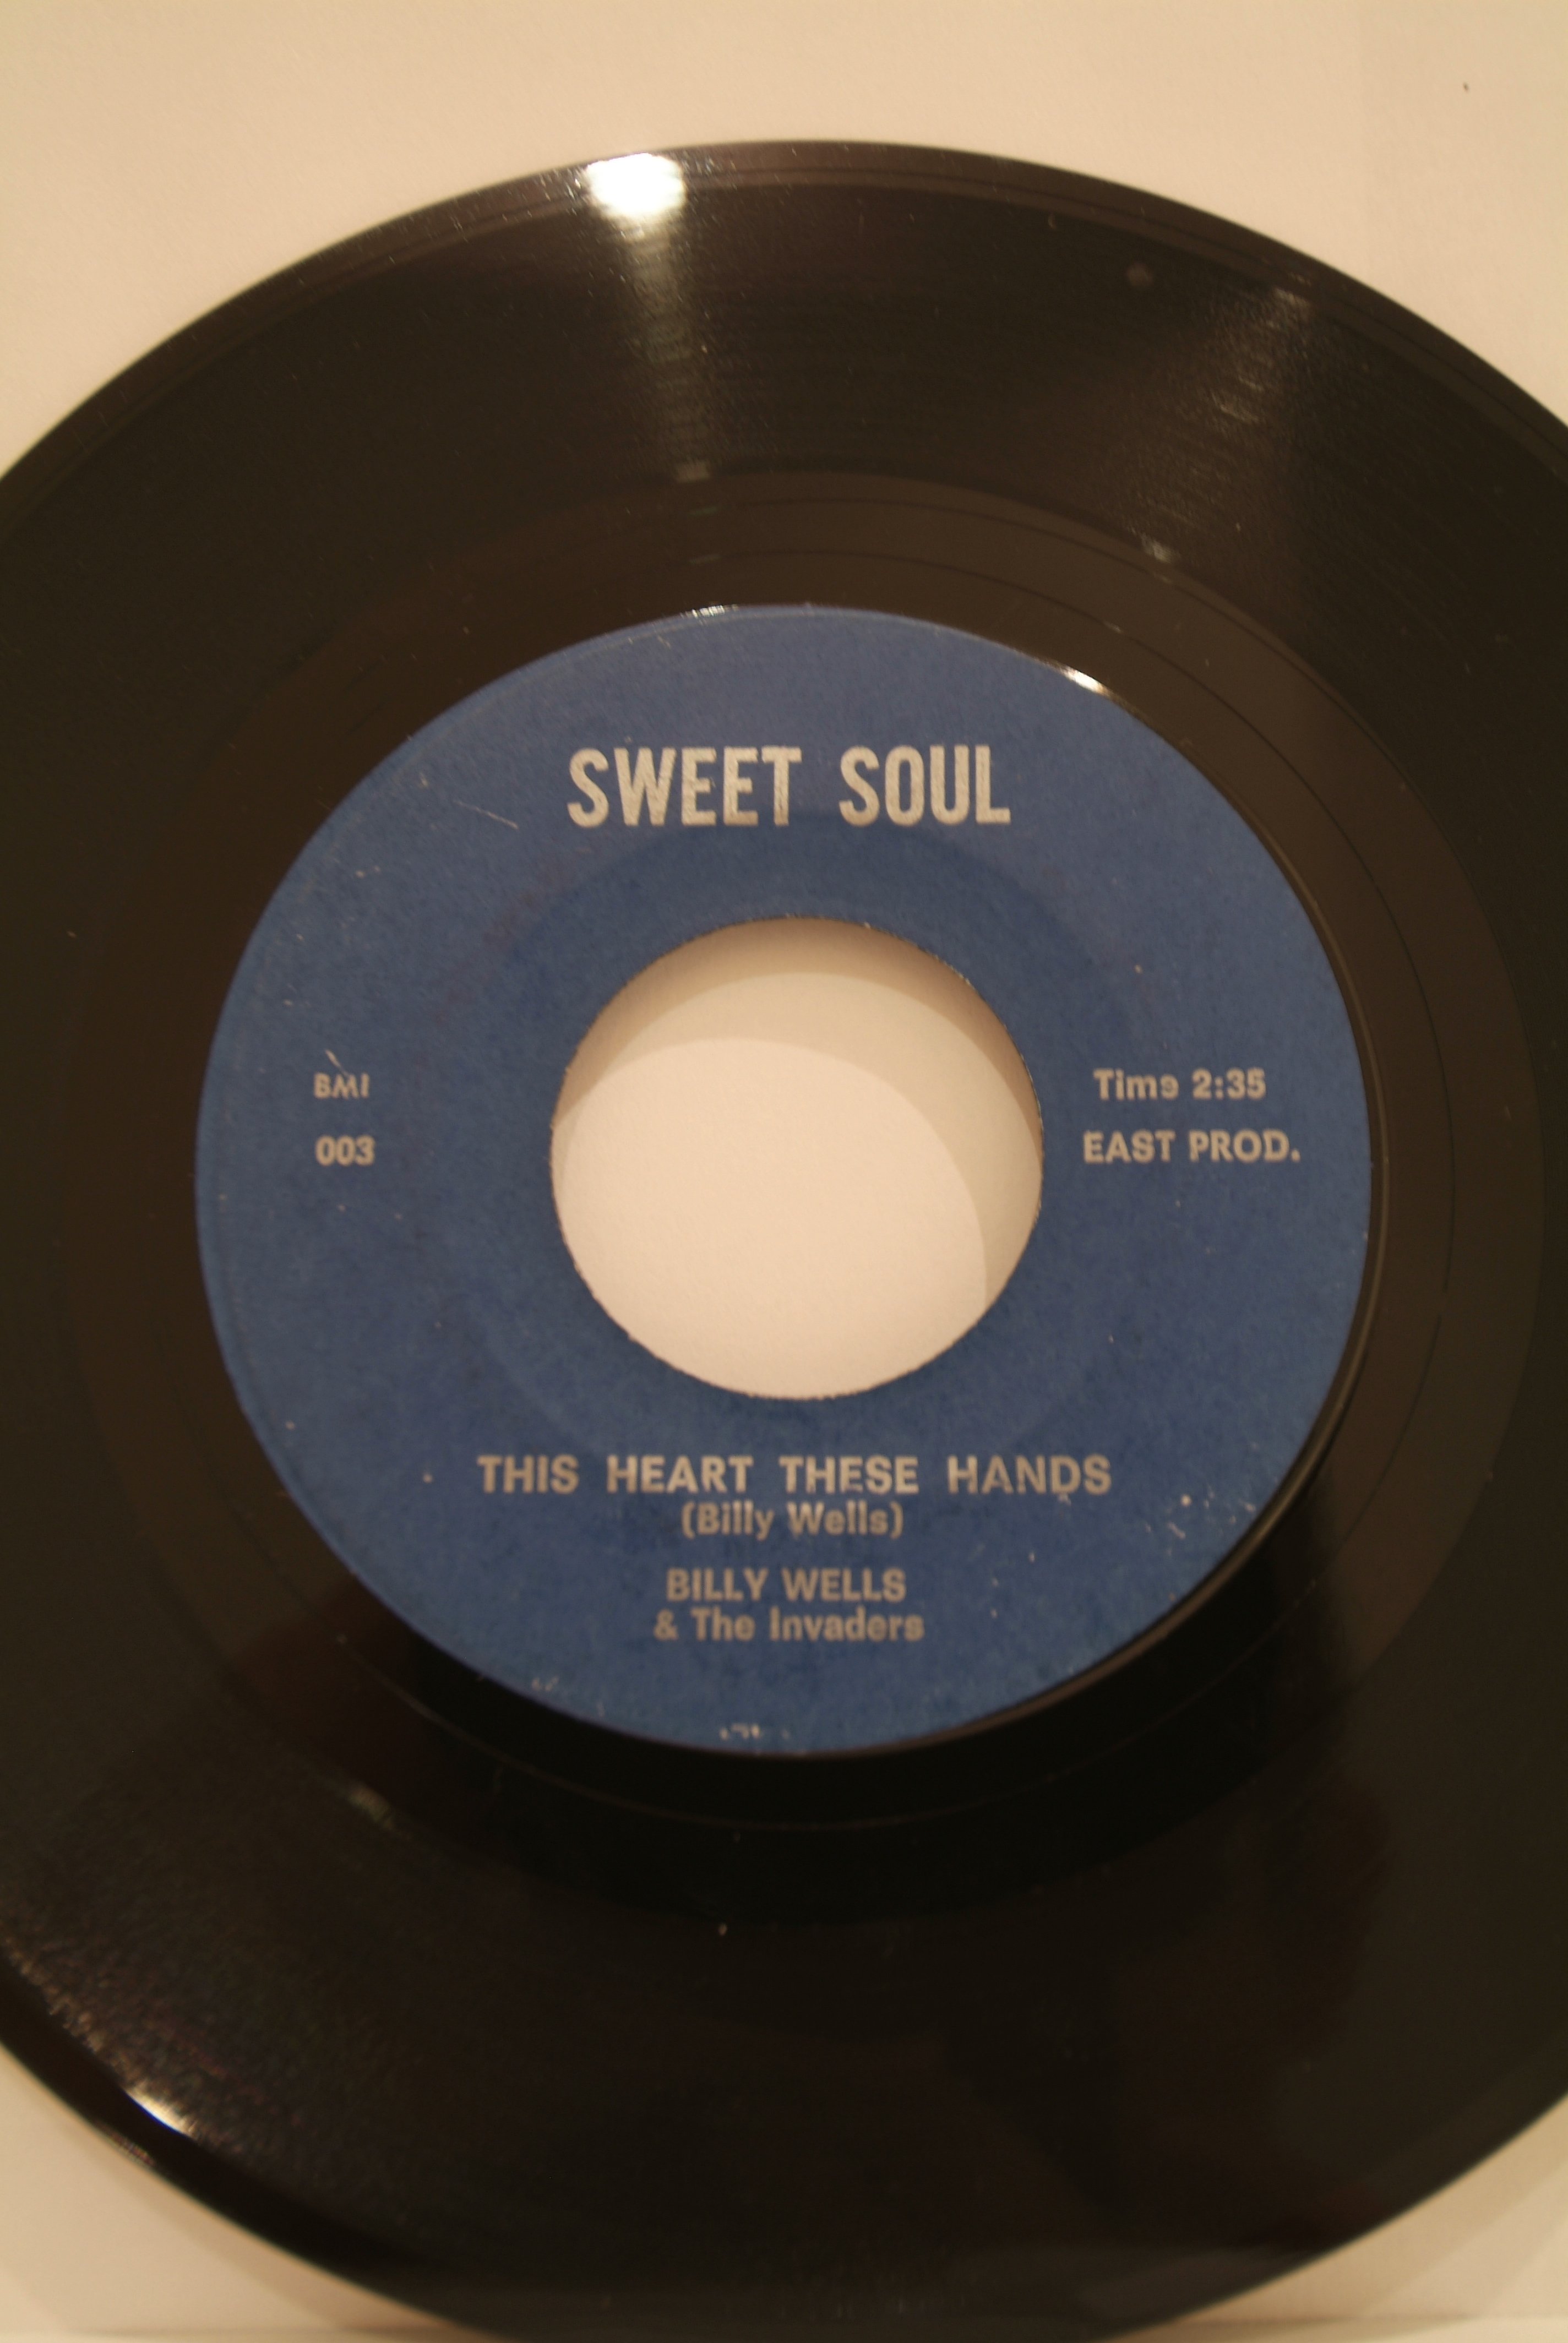 SWEET SOUL
BMI
003
Time 2:35
EAST PROD.
THIS HEART THESE HANDS
(Billy Wells)
BILLY WELLS
& The Invaders